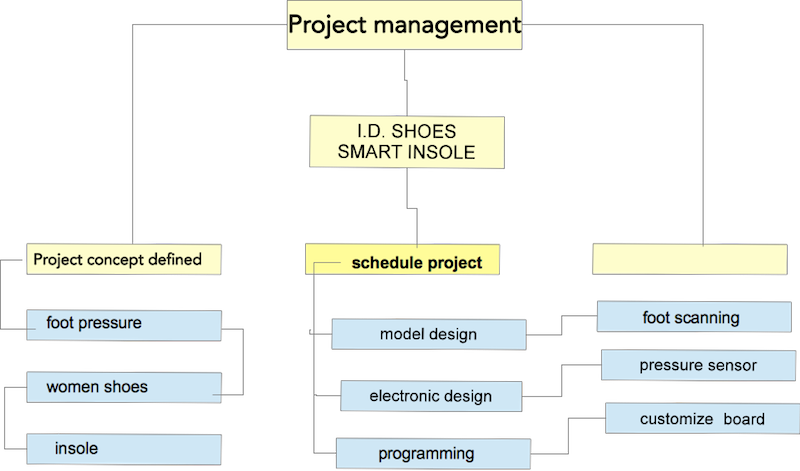 Project management
I.D. SHOES
SMART INSOLE
Project concept defined
schedule project
foot pressure
women shoes
insole
model design
electronic design
programming
foot scanning
pressure sensor
customize board